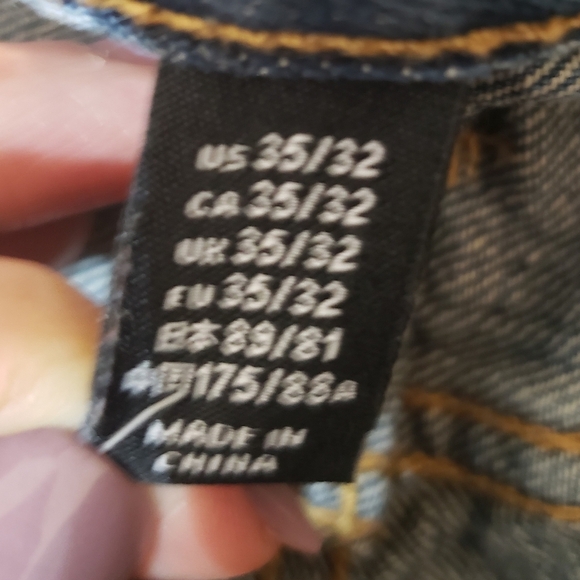 US 35/32
CA 35/32
UK 35/32
EU 35/32
日本 89/81
中国 175/88A
MADE IN
CHINA